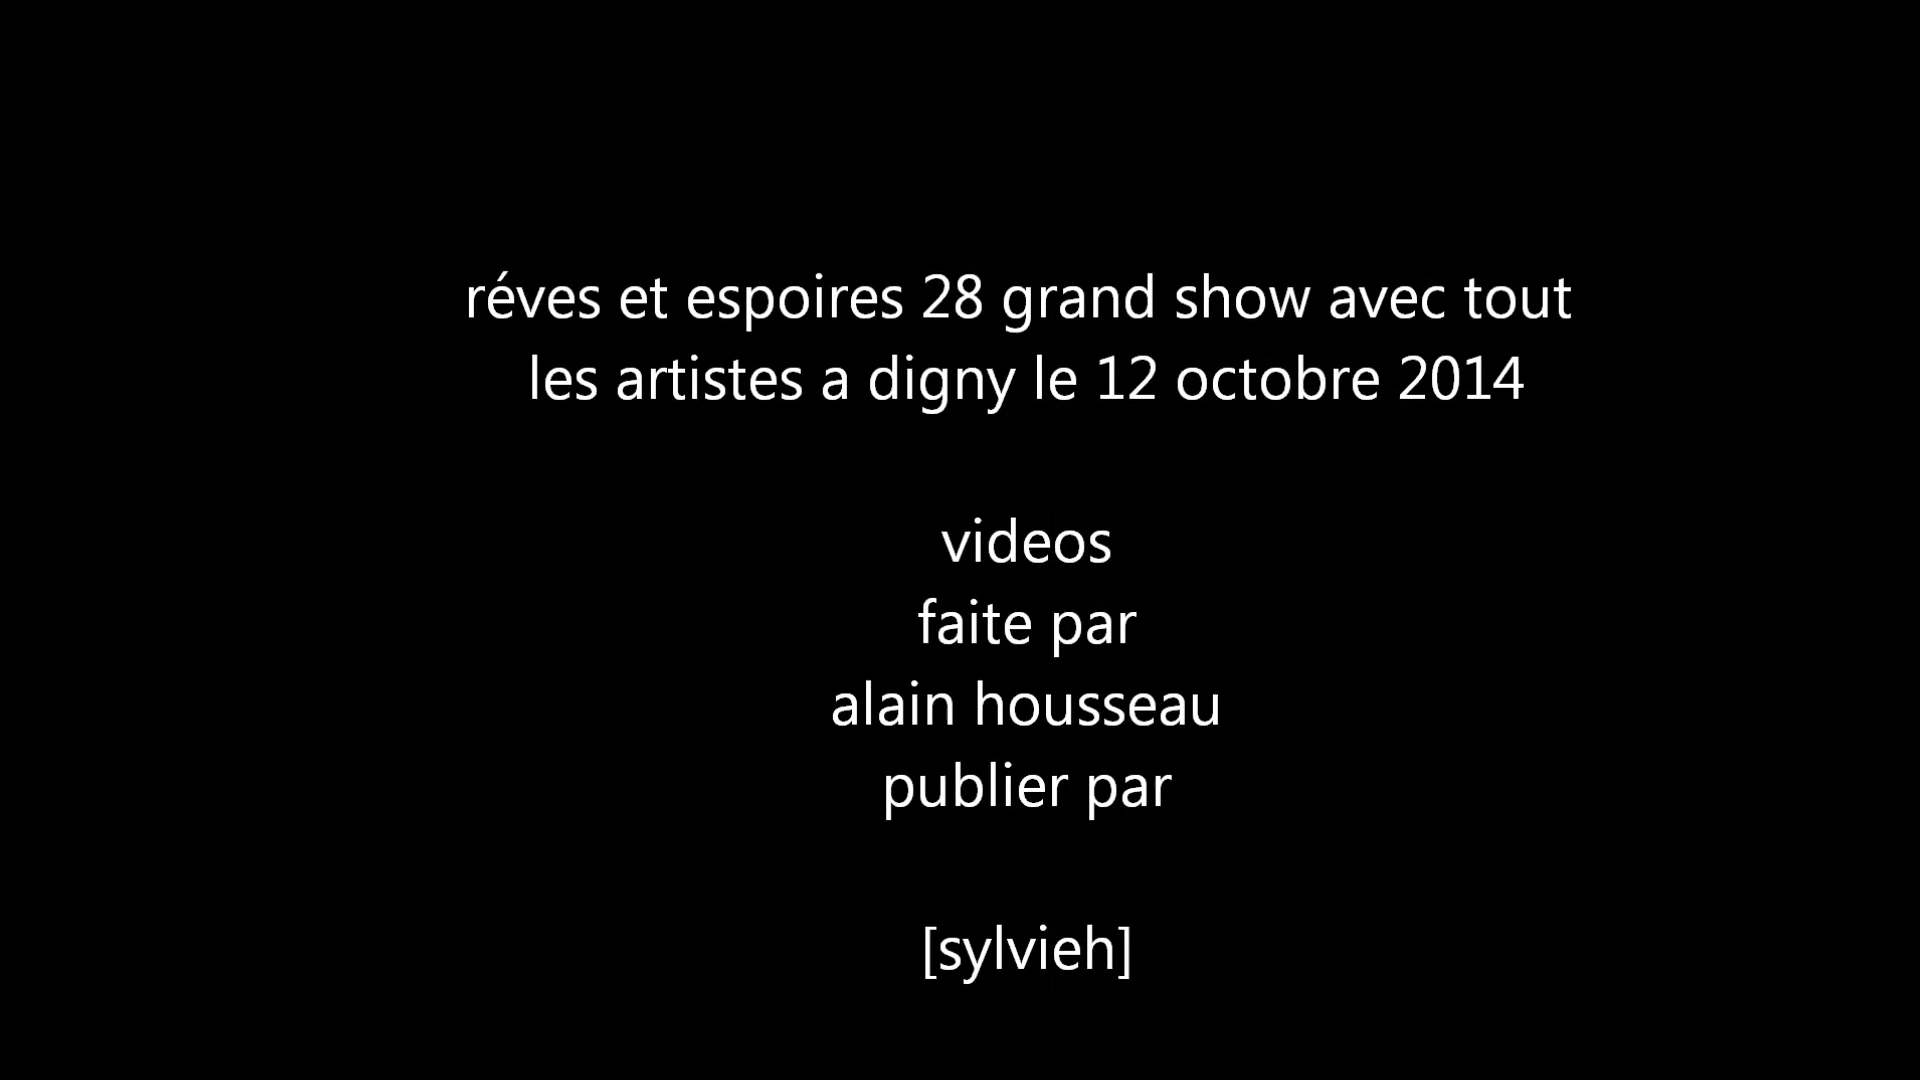 réves et espoires 28 grand show avec tout
les artistes a digny le 12 octobre 2014
videos
faite par
alain housseau
publier par
[sylvieh]